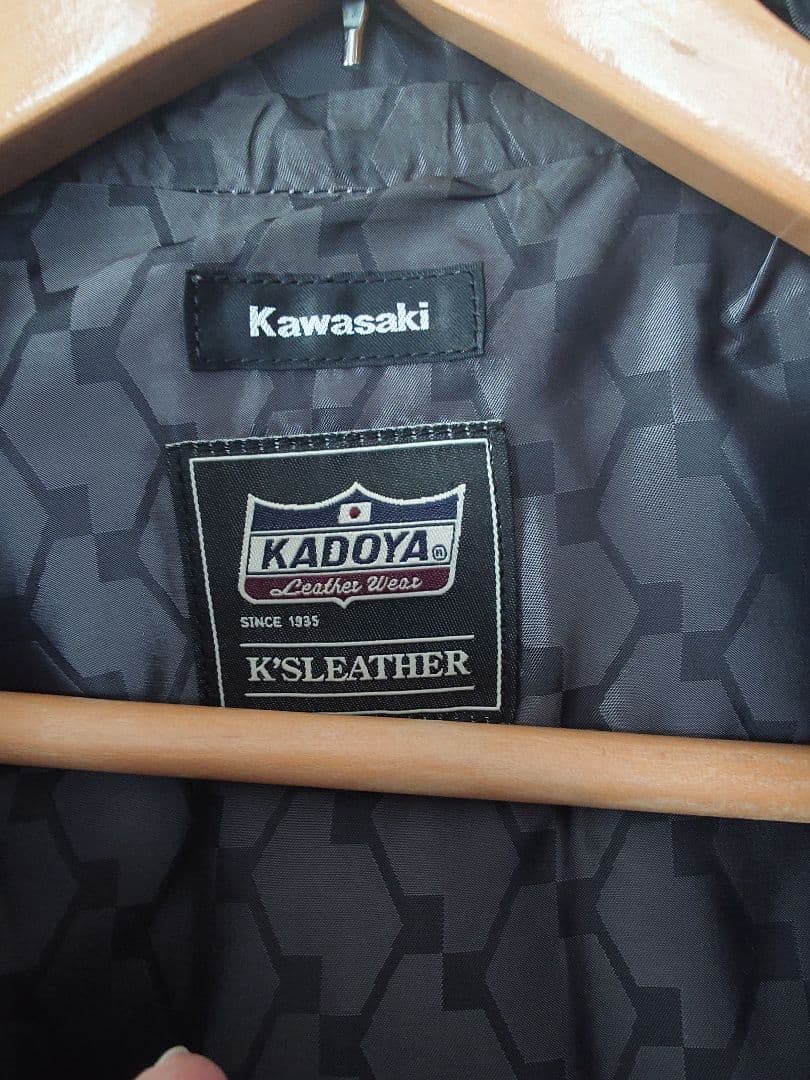 Kawasaki
KADOYA®
Leather Wear
SINCE 1935
K'SLEATHER